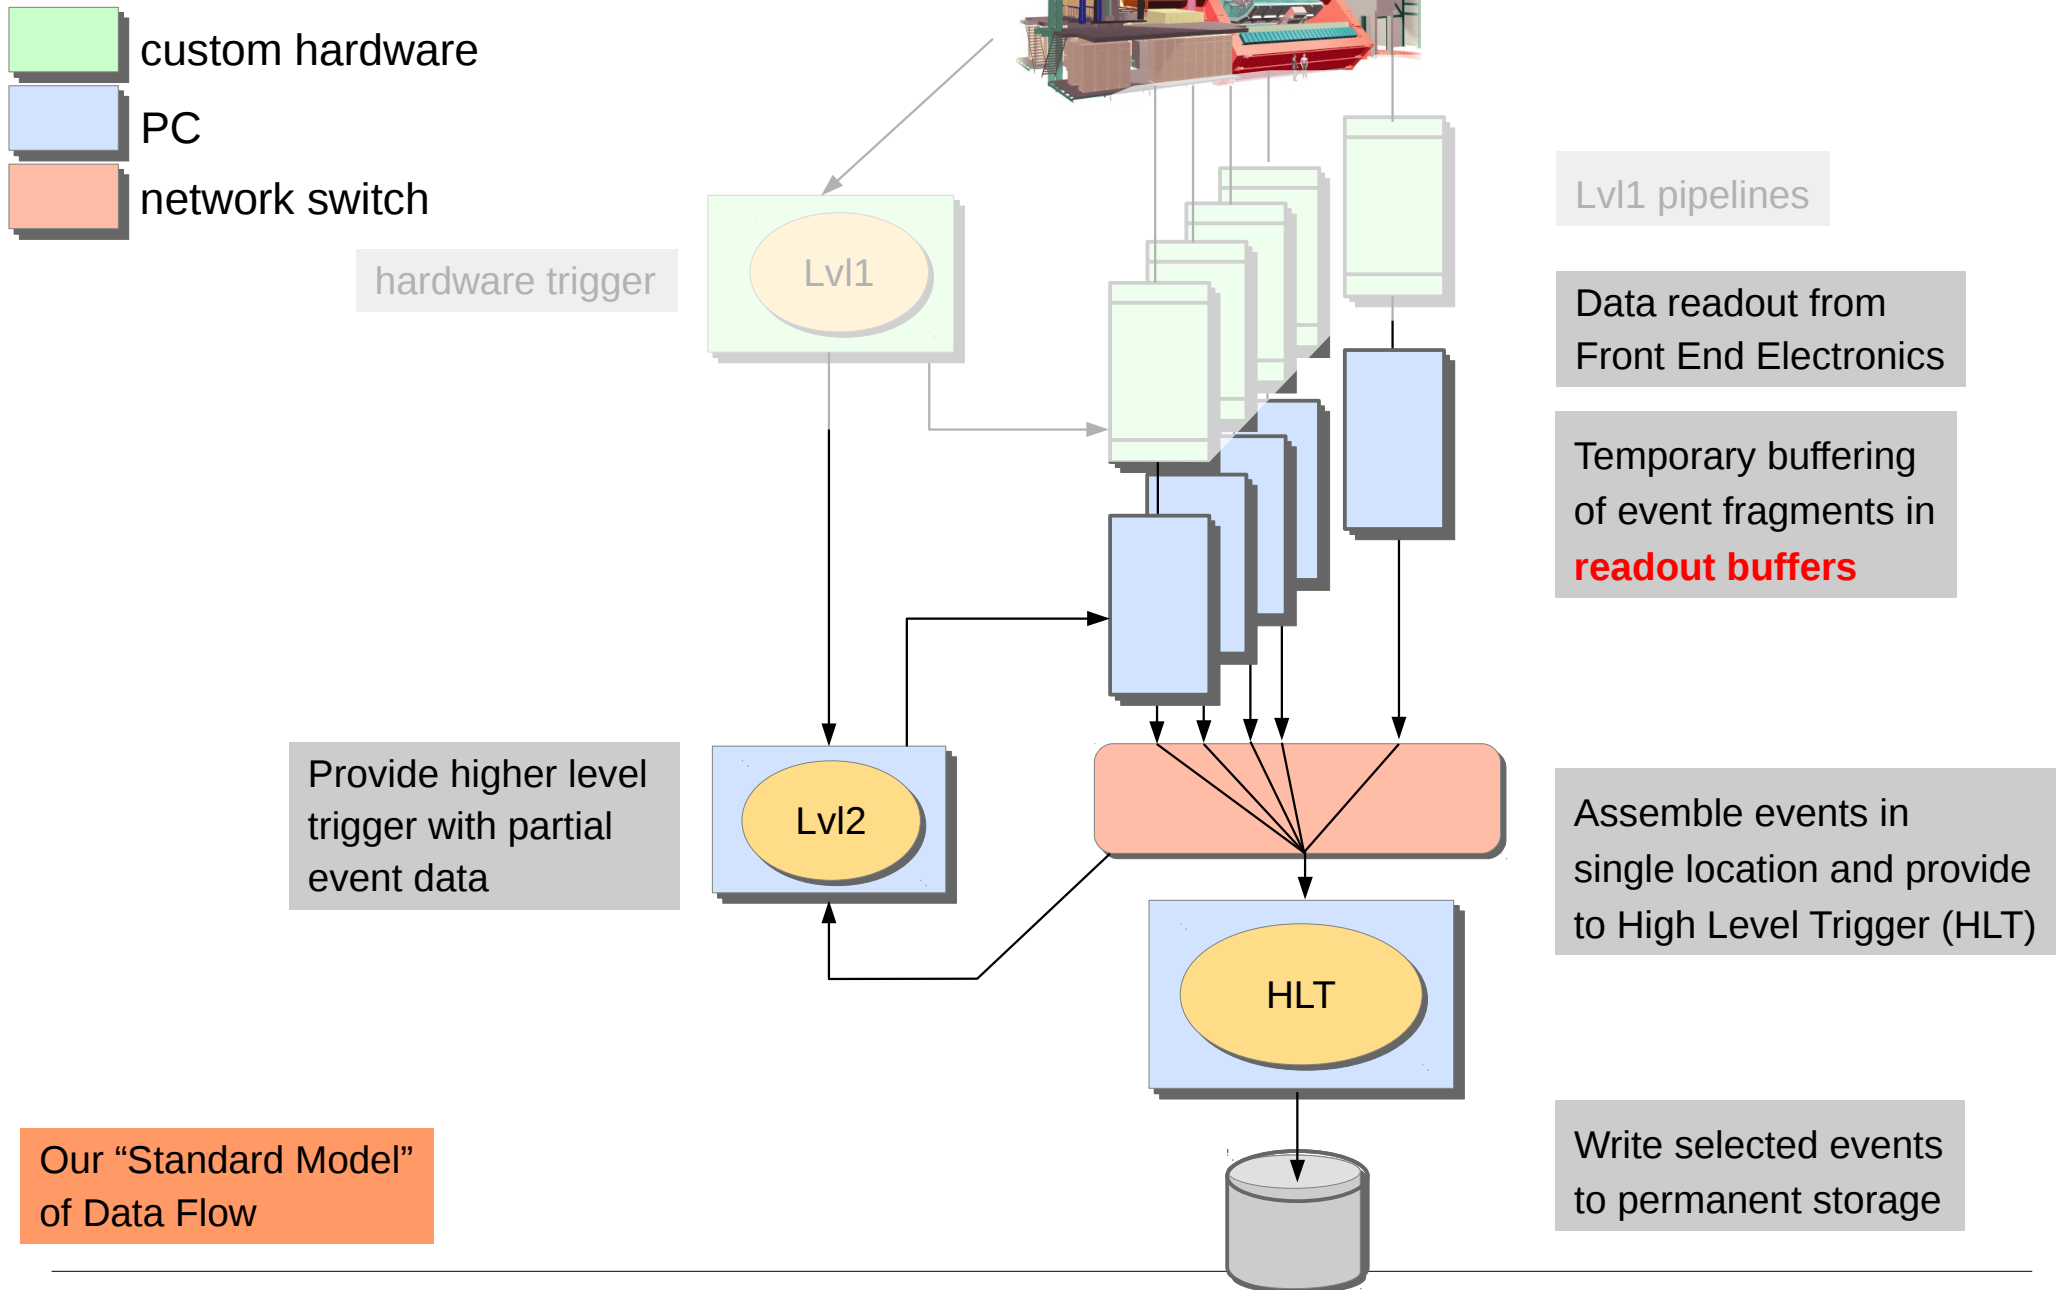 custom hardware
PC
network switch
Lvl1 pipelines
hardware trigger
Lvl1
Data readout from
Front End Electronics
Temporary buffering
of event fragments in
readout buffers
Provide higher level
trigger with partial
event data
Lvl2
Assemble events in
single location and provide
to High Level Trigger (HLT)
HLT
Our “Standard Model”
of Data Flow
Write selected events
to permanent storage